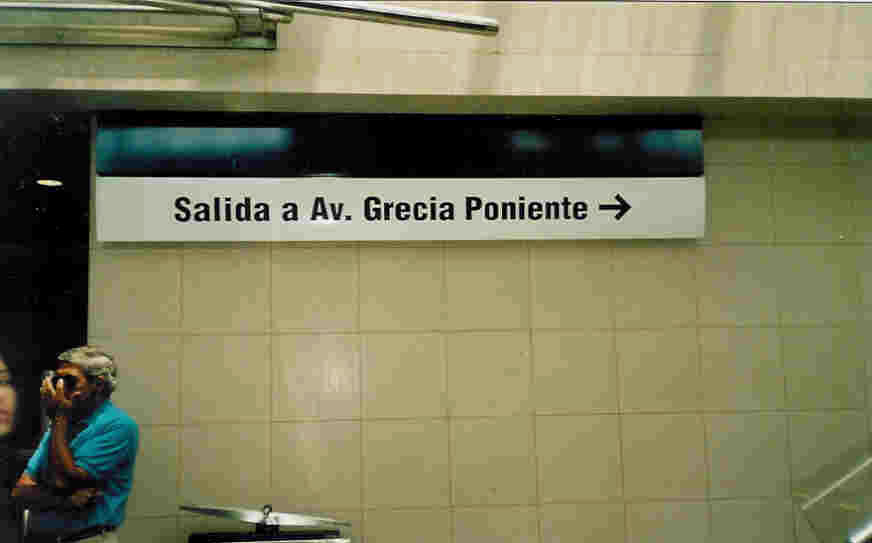 Salida a Av. Grecia Poniente →